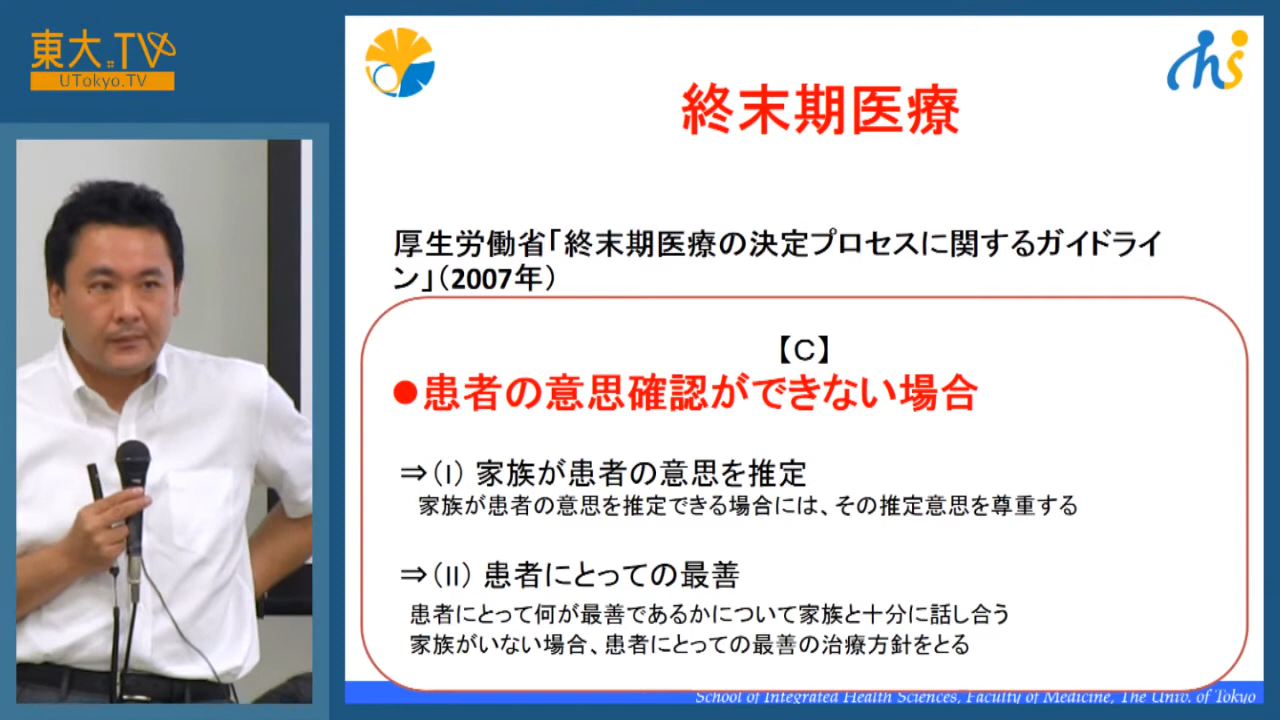 東大.TV
UTokyo.TV
終末期医療
厚生労働省「終末期医療の決定プロセスに関するガイドライ
ン」（2007年）
【C】
●患者の意思確認ができない場合
⇒（I） 家族が患者の意思を推定
家族が患者の意思を推定できる場合には、その推定意思を尊重する
⇒（II） 患者にとっての最善
患者にとって何が最善であるかについて家族と十分に話し合う
家族がいない場合、患者にとっての最善の治療方針をとる
School of Integrated Health Sciences, Faculty of Medicine, The Univ. of Tokyo